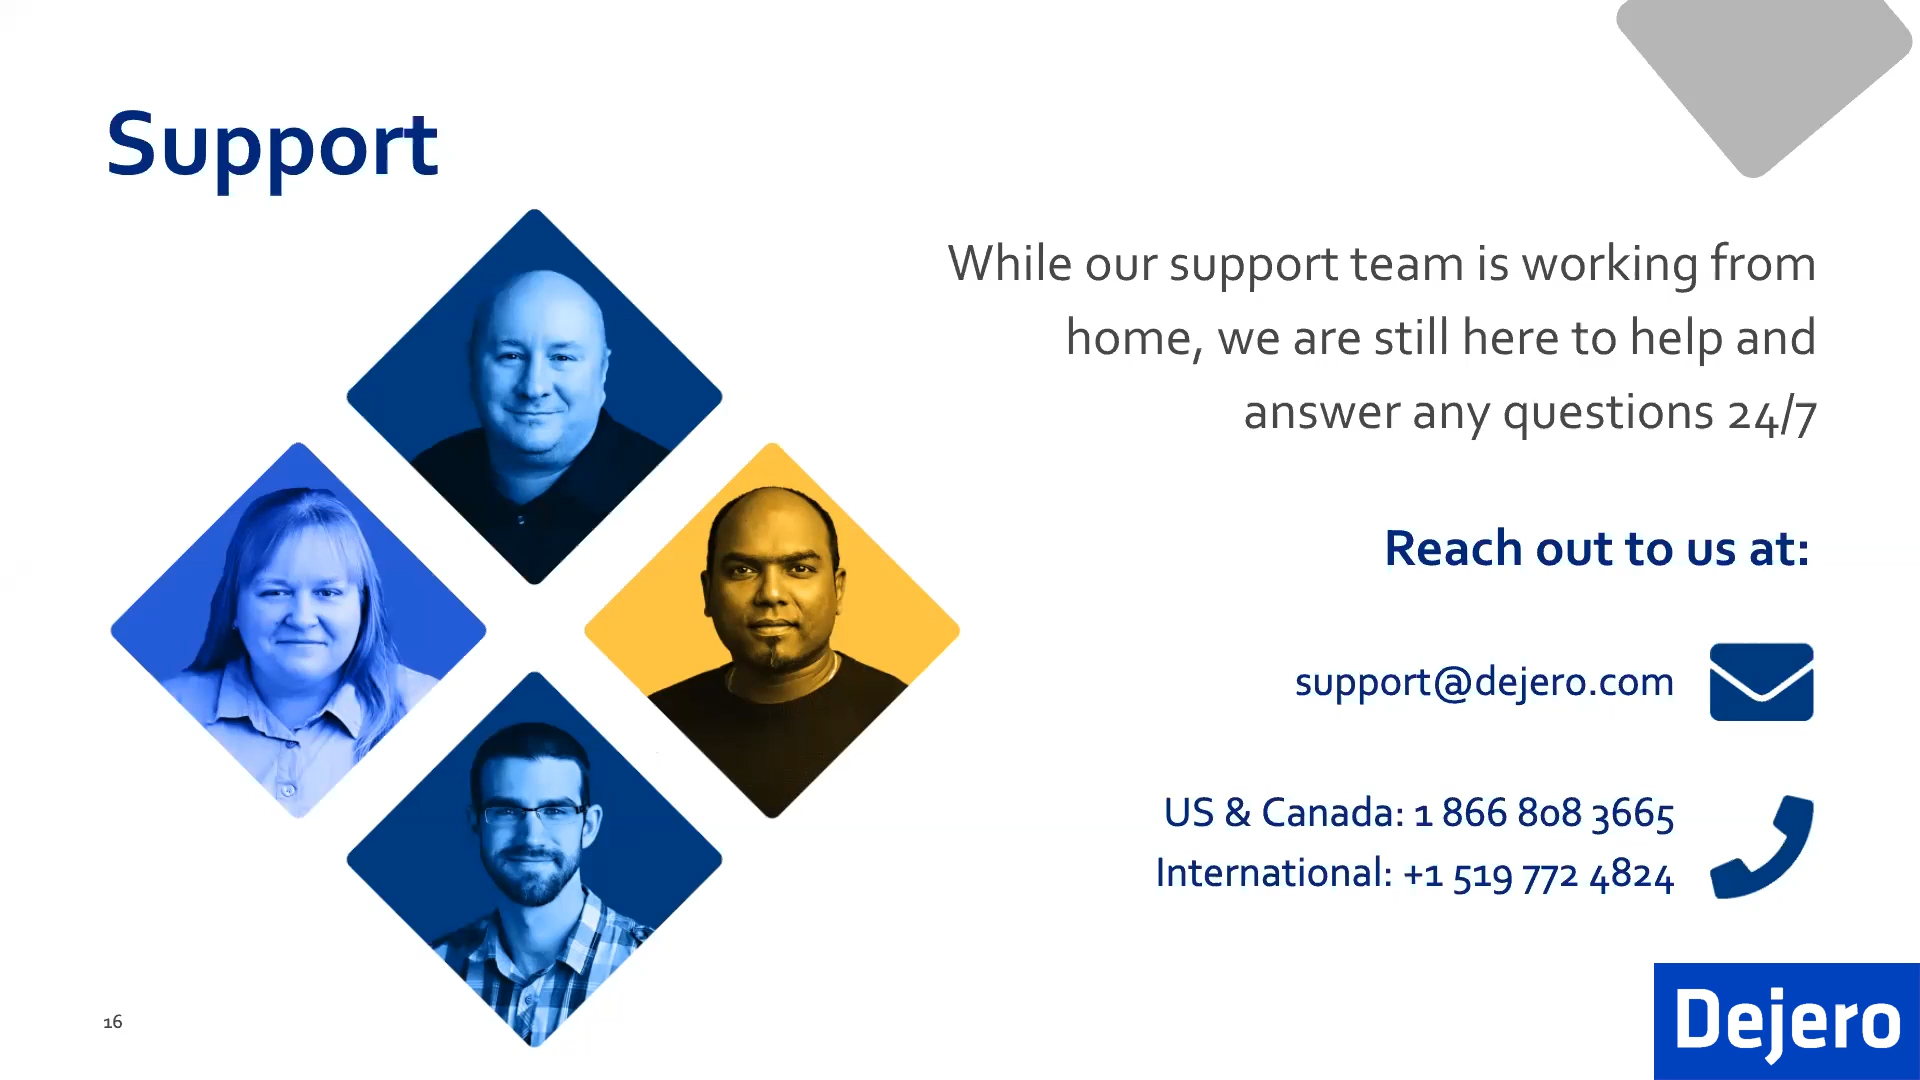 Support
While our support team is working from
home, we are still here to help and
answer any questions 24/7
Reach out to us at:
support@dejero.com
US & Canada: 1 866 808 3665
International: +1 519 772 4824
16
Dejero